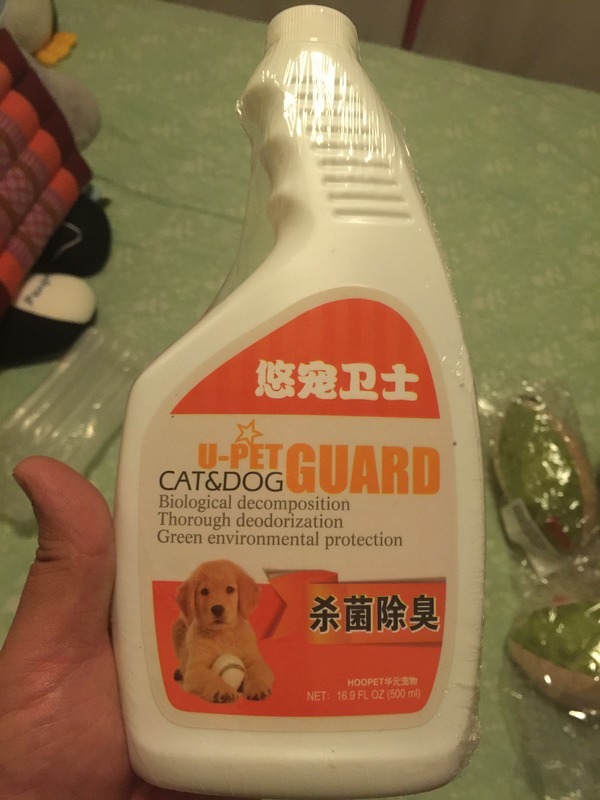 悠宠卫士
U-PET
CAT&DOG GUARD
Biological decomposition
Thorough deodorization
Green environmental protection
杀菌除臭
HOOPET华元宠物
NET: 16.9 FL OZ (500 ml)